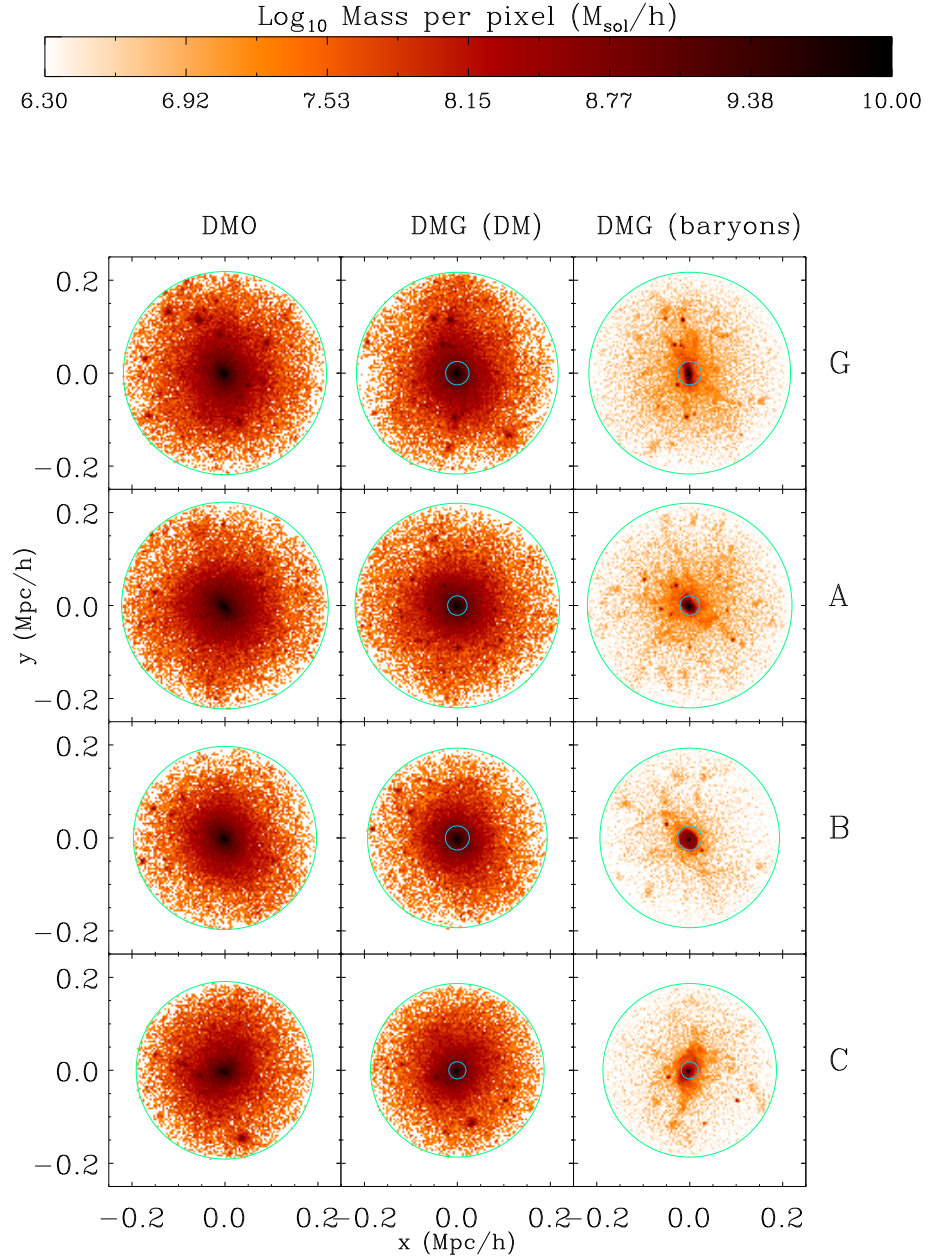 Log₁₀ Mass per pixel (M_sol/h)
6.30 6.92 7.53 8.15 8.77 9.38 10.00
DMO DMG (DM) DMG (baryons)
0.2
0.0
−0.2
G
0.2
0.0
−0.2
A
y (Mpc/h)
0.2
0.0
−0.2
B
0.2
0.0
−0.2
C
−0.2 0.0 0.2 −0.2 0.0 0.2 −0.2 0.0 0.2
x (Mpc/h)